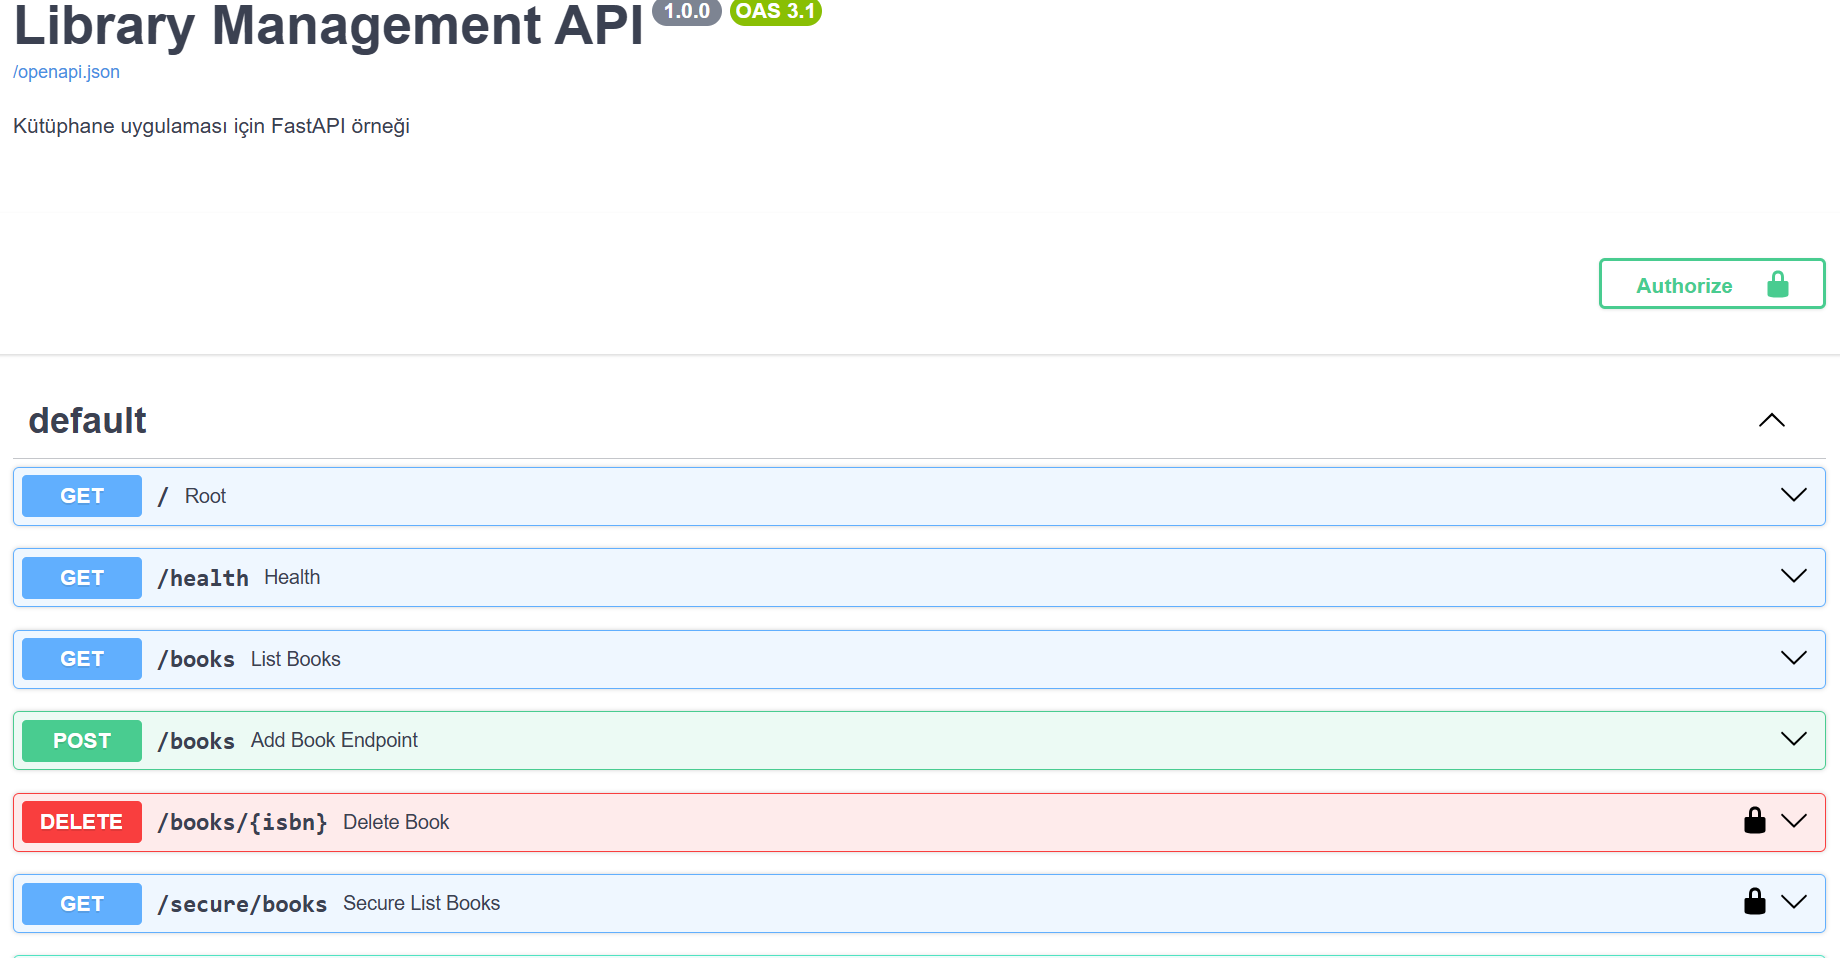 Library Management API 1.0.0 OAS 3.1
/openapi.json
Kütüphane uygulaması için FastAPI örneği
Authorize
default
GET / Root
GET /health Health
GET /books List Books
POST /books Add Book Endpoint
DELETE /books/{isbn} Delete Book
GET /secure/books Secure List Books